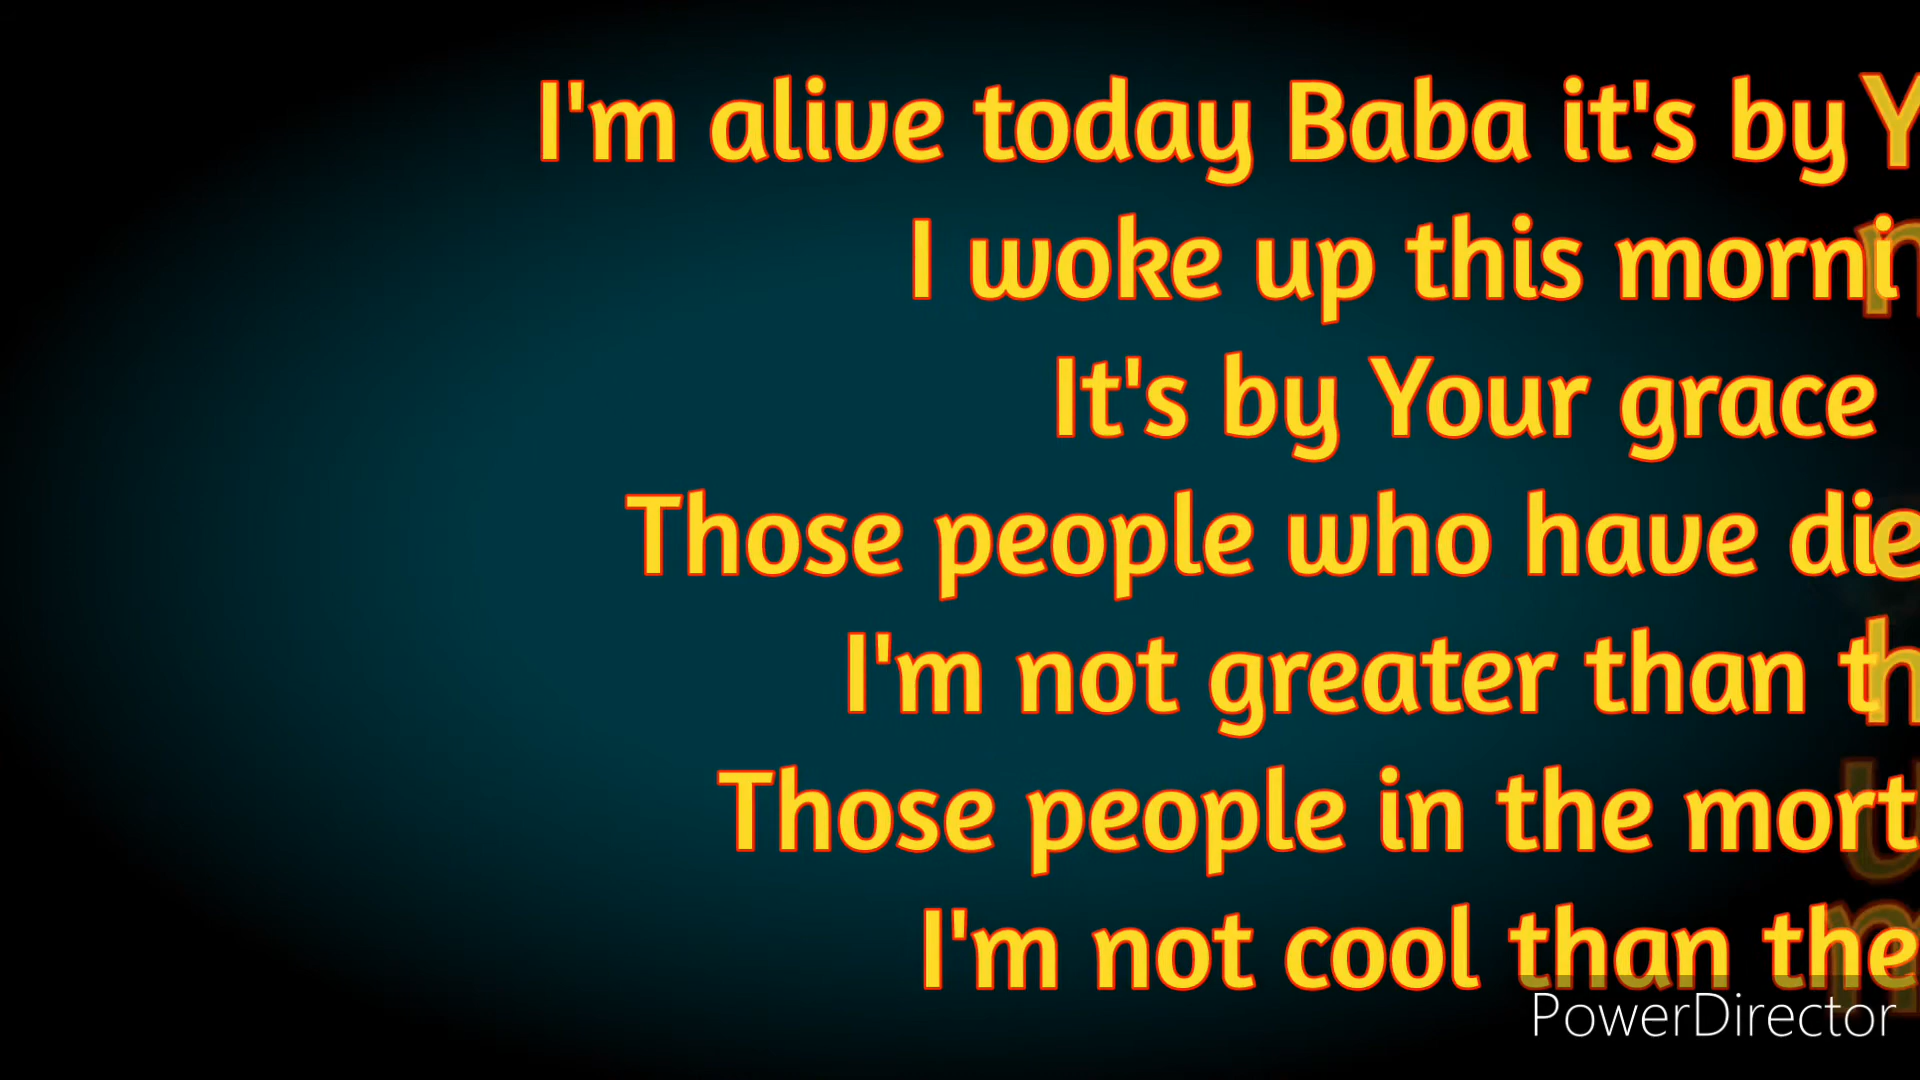 I'm alive today Baba it's by Y
I woke up this morni
It's by Your grace
Those people who have die
I'm not greater than th
Those people in the mort
I'm not cool than the
PowerDirector